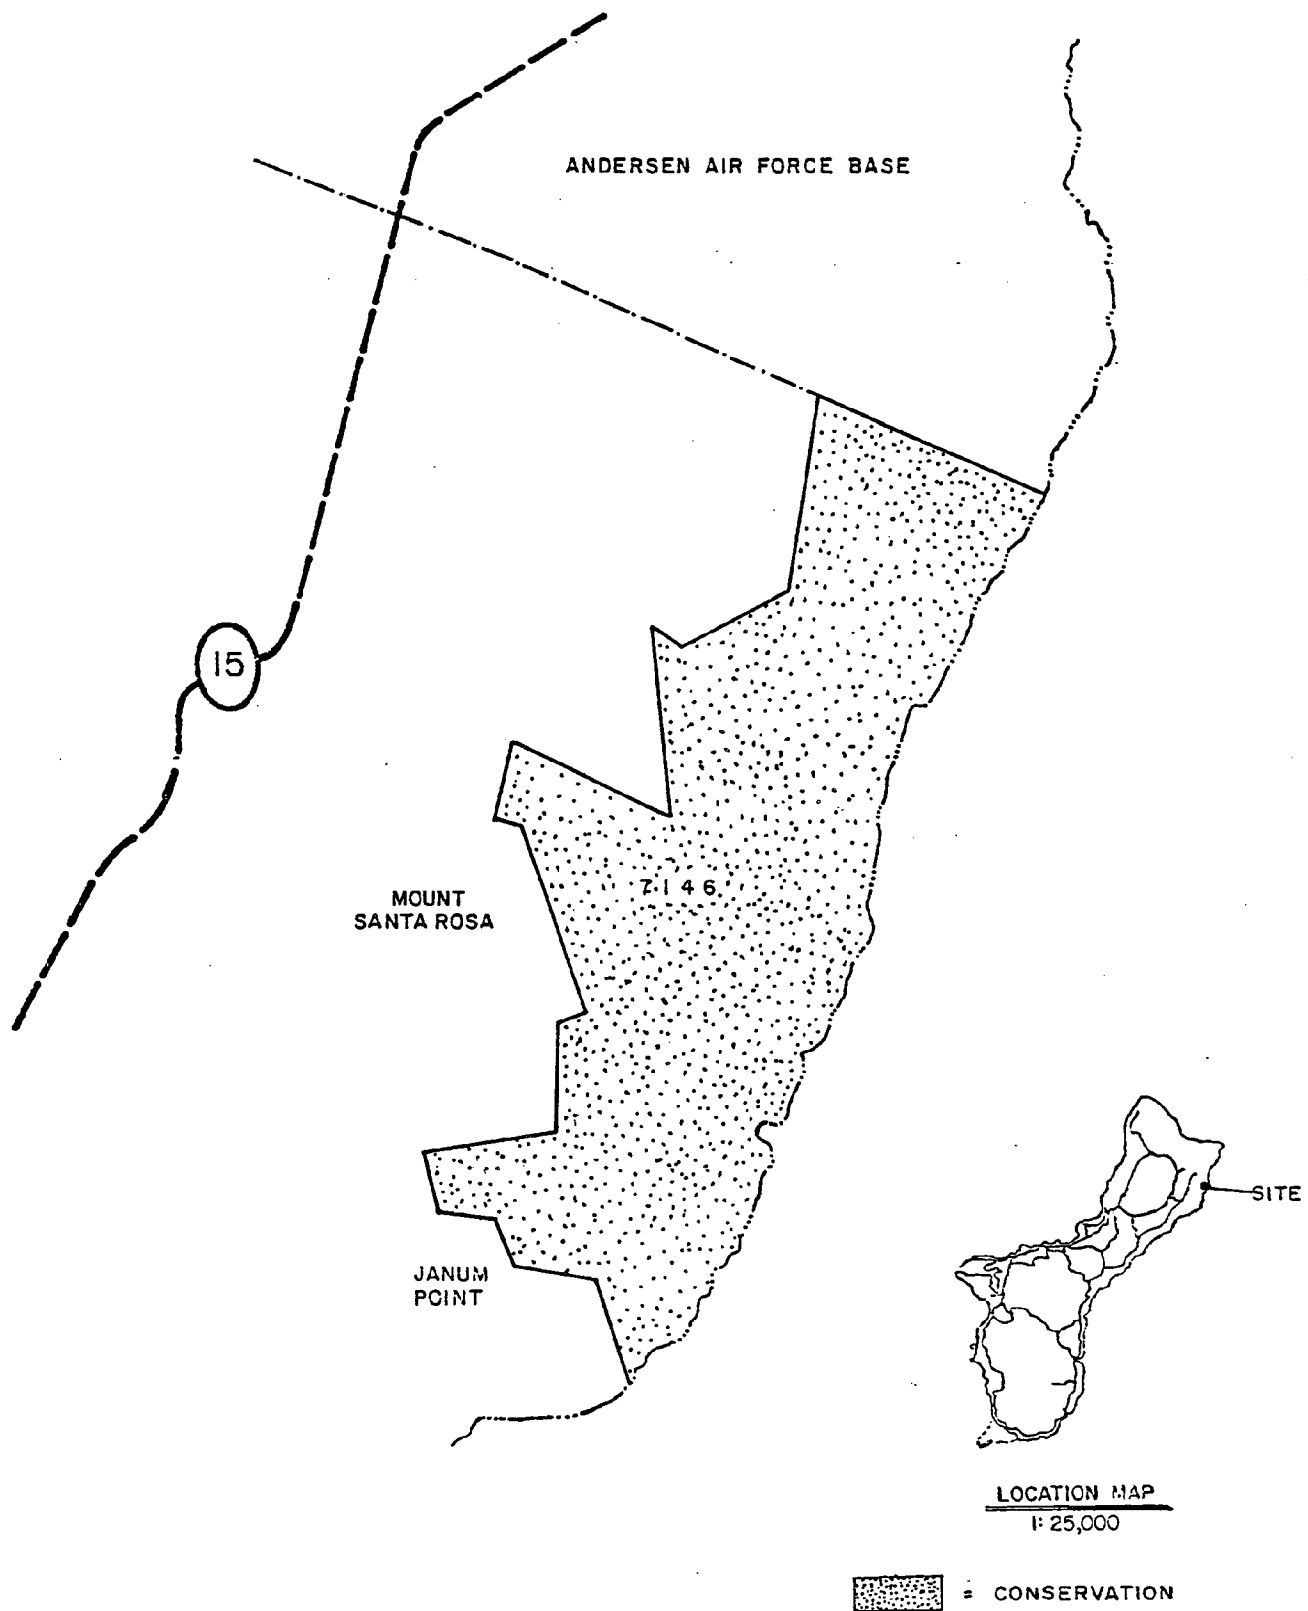 ANDERSEN AIR FORCE BASE
15
7146
MOUNT
SANTA ROSA
SITE
JANUM
POINT
LOCATION MAP
1:25,000
= CONSERVATION